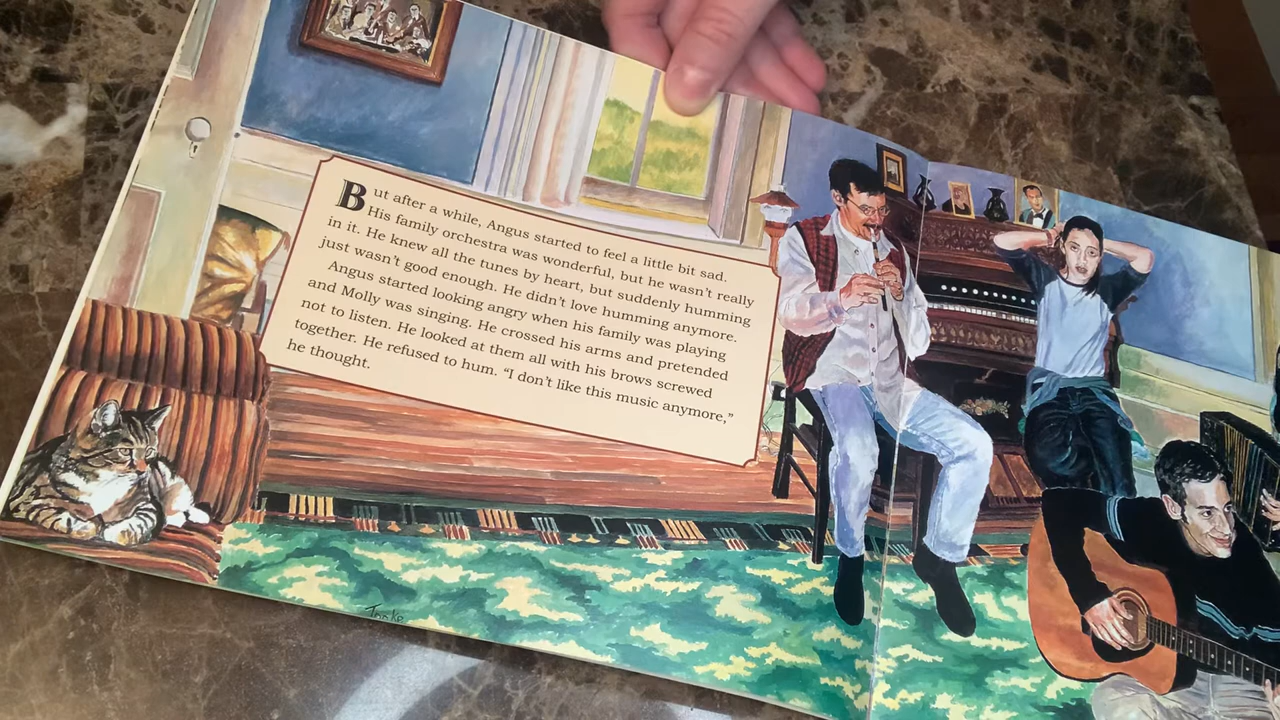 But after a while, Angus started to feel a little bit sad.
His family orchestra was wonderful, but he wasn't really
in it. He knew all the tunes by heart, but suddenly humming
just wasn't good enough. He didn't love humming anymore.
Angus started looking angry when his family was playing
and Molly was singing. He crossed his arms and pretended
not to listen. He looked at them all with his brows screwed
together. He refused to hum. “I don't like this music anymore,”
he thought.
Tooke